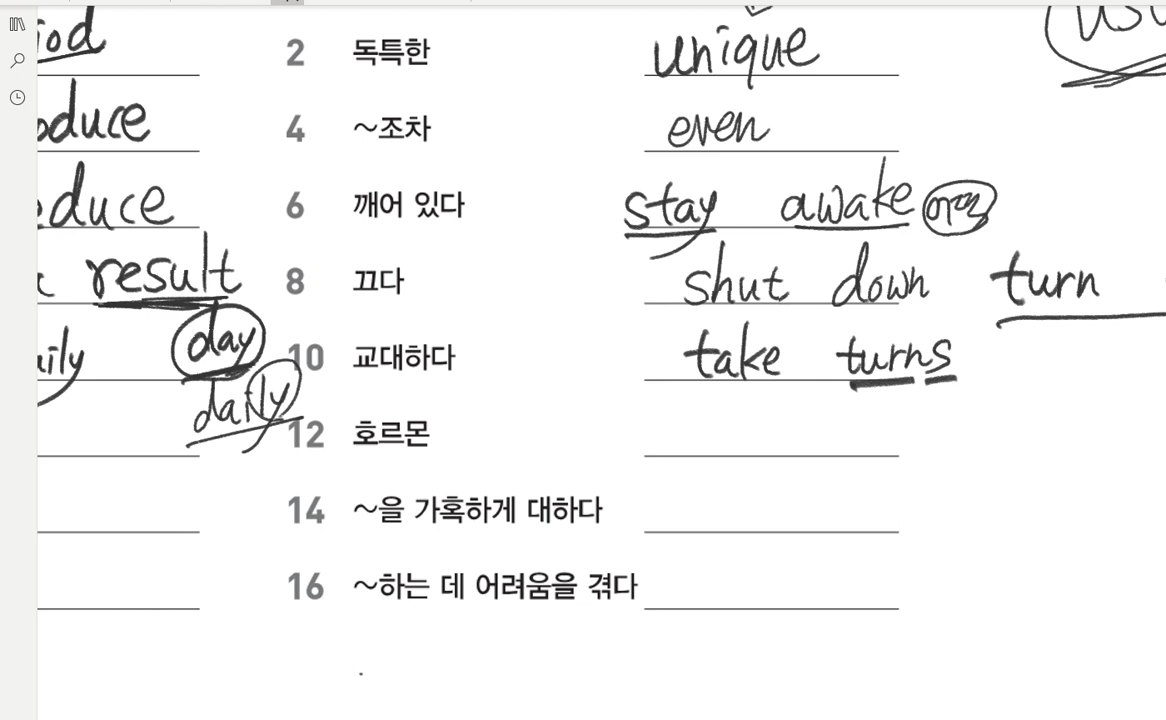 iod 2 독특한 unique
oduce 4 ~조차 even
duce 6 깨어 있다 stay awake
result 8 끄다 shut down turn
ily day 10 교대하다 take turns
daily 12 호르몬
14 ~을 가혹하게 대하다
16 ~하는 데 어려움을 겪다